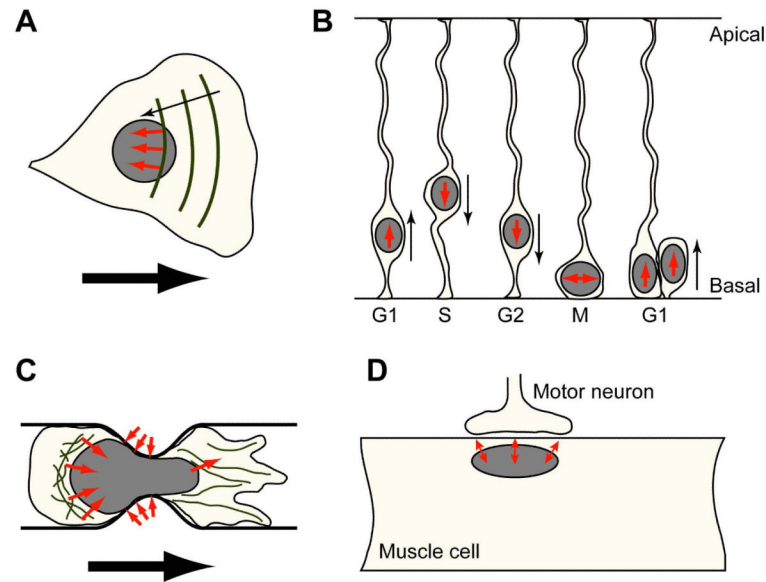 A
B
Apical
Basal
G1 S G2 M G1
C
D
Motor neuron
Muscle cell